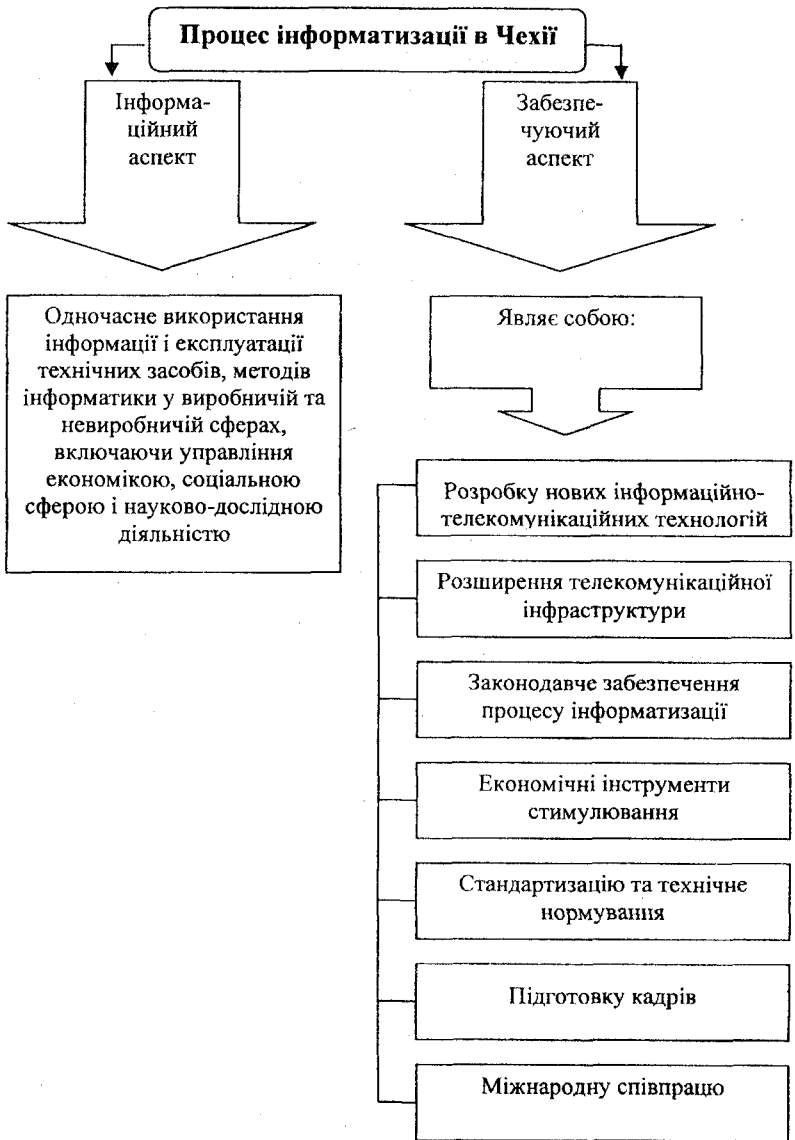 Процес інформатизації в Чехії
Інформа-
ційний
аспект
Забезпе-
чуючий
аспект
Одночасне використання
інформації і експлуатації
технічних засобів, методів
інформатики у виробничій та
невиробничій сферах,
включаючи управління
економікою, соціальною
сферою і науково-дослідною
діяльністю
Являє собою:
Розробку нових інформаційно-
телекомунікаційних технологій
Розширення телекомунікаційної
інфраструктури
Законодавче забезпечення
процесу інформатизації
Економічні інструменти
стимулювання
Стандартизацію та технічне
нормування
Підготовку кадрів
Міжнародну співпрацю